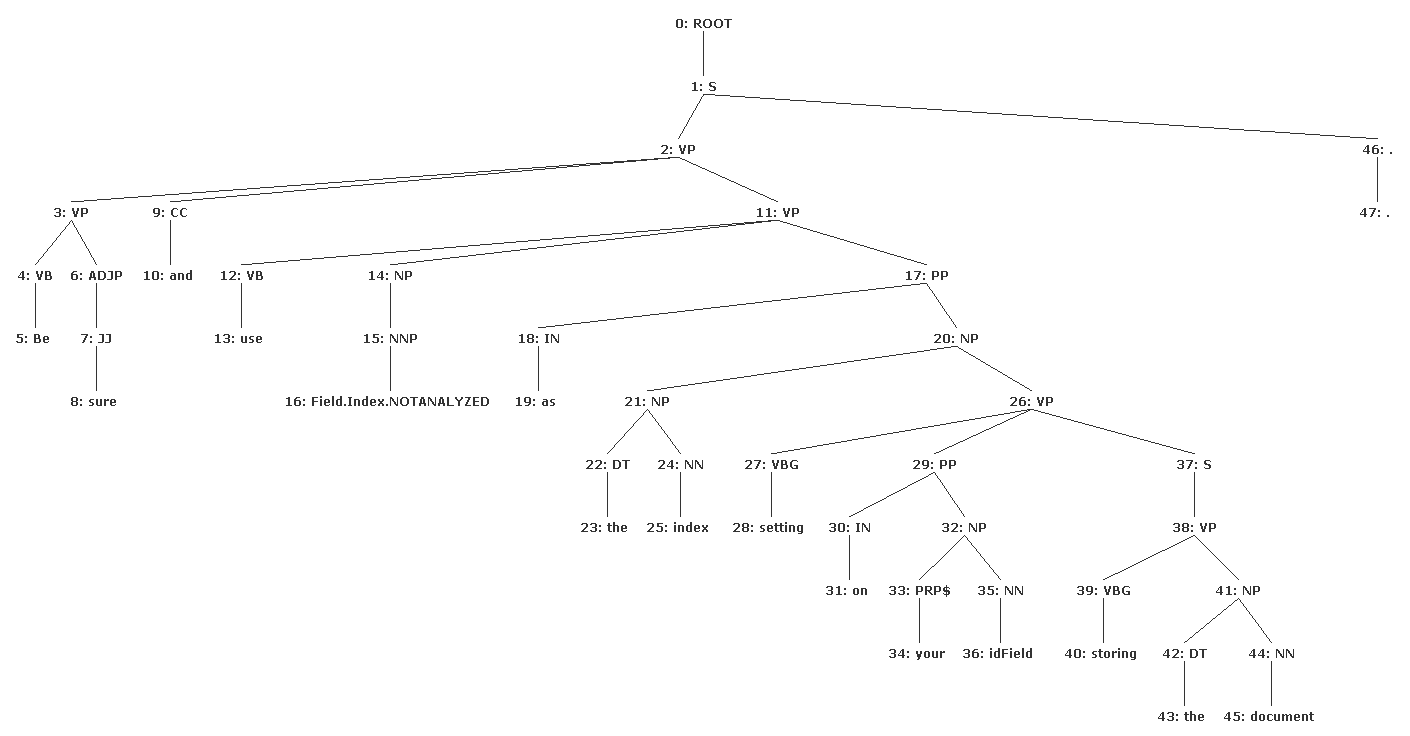 0: ROOT
1: S
2: VP
46: .
3: VP
9: CC
11: VP
47: .
4: VB
6: ADJP
10: and
12: VB
14: NP
17: PP
5: Be
7: JJ
13: use
15: NNP
18: IN
20: NP
8: sure
16: Field.Index.NOTANALYZED
19: as
21: NP
26: VP
22: DT
24: NN
27: VBG
29: PP
37: S
23: the
25: index
28: setting
30: IN
32: NP
38: VP
31: on
33: PRP$
35: NN
39: VBG
41: NP
34: your
36: idField
40: storing
42: DT
44: NN
43: the
45: document